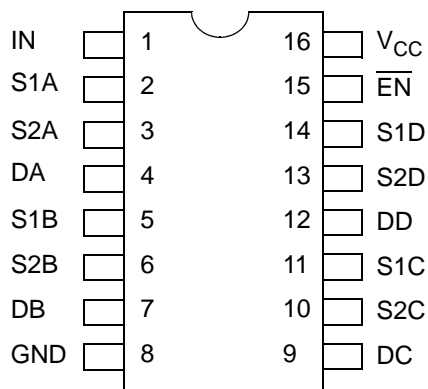 IN 1 16 VCC
S1A 2 15 EN
S2A 3 14 S1D
DA 4 13 S2D
S1B 5 12 DD
S2B 6 11 S1C
DB 7 10 S2C
GND 8 9 DC